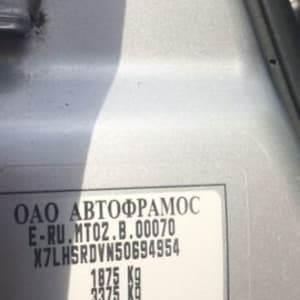 ОАО АВТОФРАМОС
E-RU.MT02.B.00070
X7LHSRDVN50694954
1875 Kg
3375 Kg